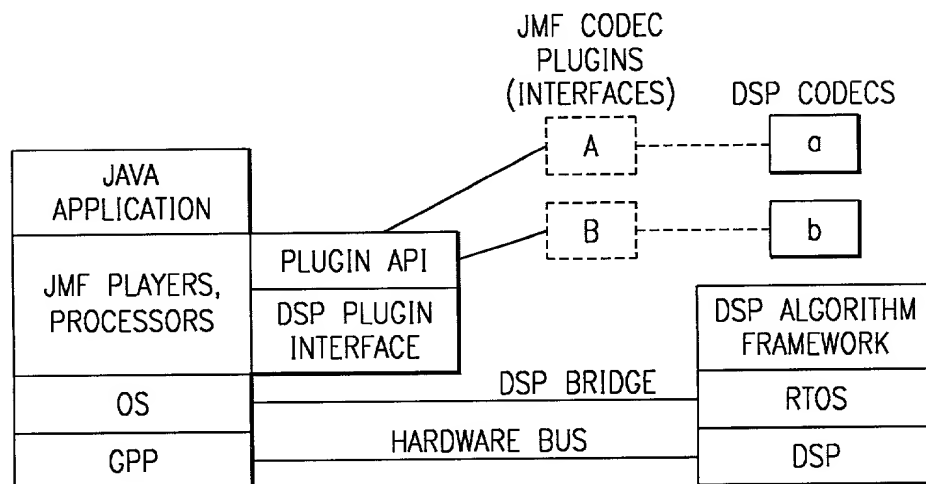 JMF CODEC
PLUGINS
(INTERFACES)
DSP CODECS
A
a
B
b
JAVA
APPLICATION
JMF PLAYERS,
PROCESSORS
PLUGIN API
DSP PLUGIN
INTERFACE
DSP ALGORITHM
FRAMEWORK
OS
DSP BRIDGE
RTOS
GPP
HARDWARE BUS
DSP